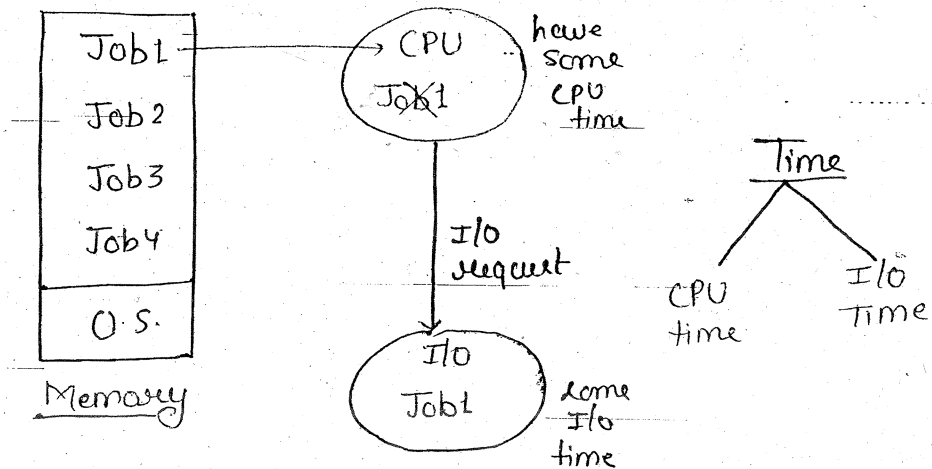 Job1
Job2
Job3
Job4
O.S.
Memory
CPU
Job1
have
some
CPU
time
I/O
request
I/O
Job1
some
I/O
time
Time
CPU
time
I/O
Time